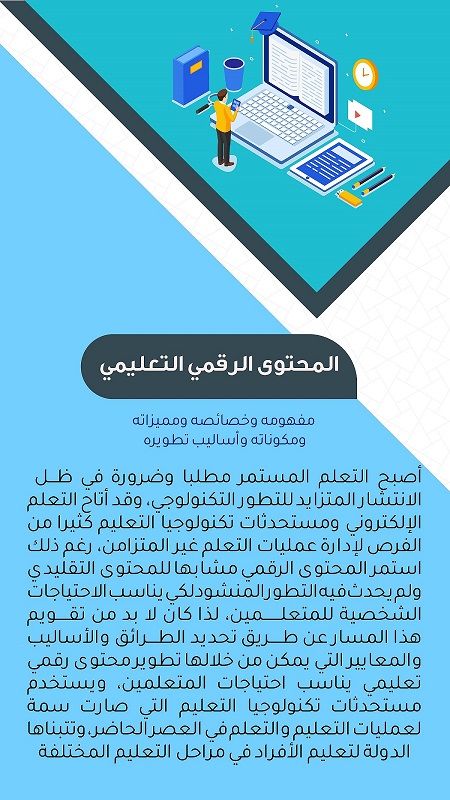 المحتوى الرقمي التعليمي
مفهومه وخصائصه ومميزاته
ومكوناته وأساليب تطويره
أصبح التعلم المستمر مطلبا وضرورة في ظل
الانتشار المتزايد للتطور التكنولوجي، وقد أتاح التعلم
الإلكتروني ومستحدثات تكنولوجيا التعليم كثيرا من
الفرص لإدارة عمليات التعلم غير المتزامن، رغم ذلك
استمر المحتوى الرقمي مشابها للمحتوى التقليدي
ولم يحدث فيه التطور المنشود لكي يناسب الاحتياجات
الشخصية للمتعلمين، لذا كان لا بد من تقويم
هذا المسار عن طريق تحديد الطرائق والأساليب
والمعايير التي يمكن من خلالها تطوير محتوى رقمي
تعليمي يناسب احتياجات المتعلمين، ويستخدم
مستحدثات تكنولوجيا التعليم التي صارت سمة
لعمليات التعليم والتعلم في العصر الحاضر، وتتبناها
الدولة لتعليم الأفراد في مراحل التعليم المختلفة